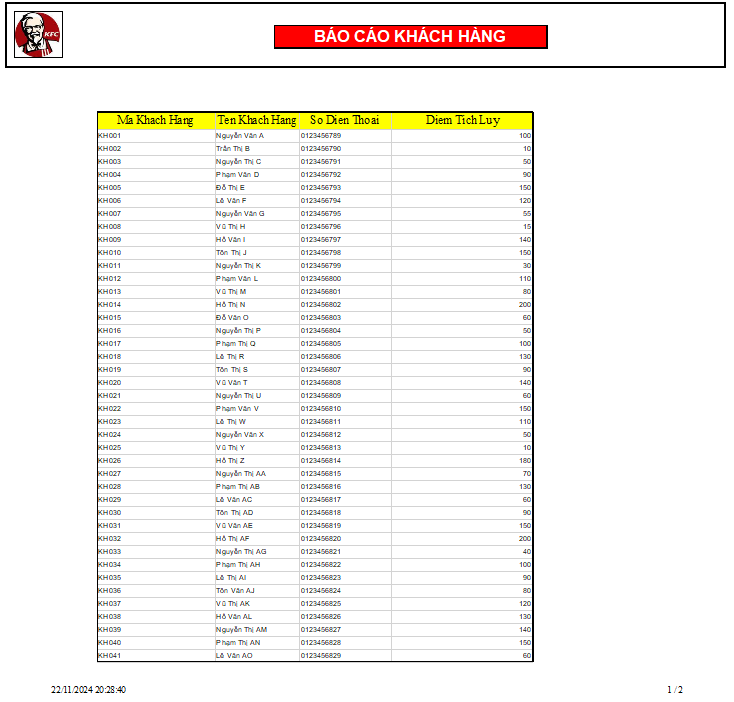 KFC
BÁO CÁO KHÁCH HÀNG
Ma Khach Hang Ten Khach Hang So Dien Thoai Diem Tich Luy
KH001 Nguyễn Văn A 0123456789 100
KH002 Trần Thị B 0123456790 10
KH003 Nguyễn Thị C 0123456791 50
KH004 Phạm Văn D 0123456792 90
KH005 Đỗ Thị E 0123456793 150
KH006 Lê Văn F 0123456794 120
KH007 Nguyễn Văn G 0123456795 55
KH008 Vũ Thị H 0123456796 15
KH009 Hồ Văn I 0123456797 140
KH010 Tôn Thị J 0123456798 150
KH011 Nguyễn Thị K 0123456799 30
KH012 Phạm Văn L 0123456800 110
KH013 Vũ Thị M 0123456801 80
KH014 Hồ Thị N 0123456802 200
KH015 Đỗ Văn O 0123456803 60
KH016 Nguyễn Thị P 0123456804 50
KH017 Phạm Thị Q 0123456805 100
KH018 Lê Thị R 0123456806 130
KH019 Tôn Thị S 0123456807 90
KH020 Vũ Văn T 0123456808 140
KH021 Nguyễn Thị U 0123456809 60
KH022 Phạm Văn V 0123456810 150
KH023 Lê Thị W 0123456811 110
KH024 Nguyễn Văn X 0123456812 50
KH025 Vũ Thị Y 0123456813 10
KH026 Hồ Thị Z 0123456814 180
KH027 Nguyễn Thị AA 0123456815 70
KH028 Phạm Thị AB 0123456816 130
KH029 Lê Văn AC 0123456817 60
KH030 Tôn Thị AD 0123456818 90
KH031 Vũ Văn AE 0123456819 150
KH032 Hồ Thị AF 0123456820 200
KH033 Nguyễn Thị AG 0123456821 40
KH034 Phạm Thị AH 0123456822 100
KH035 Lê Thị AI 0123456823 90
KH036 Tôn Văn AJ 0123456824 80
KH037 Vũ Thị AK 0123456825 120
KH038 Hồ Văn AL 0123456826 130
KH039 Nguyễn Thị AM 0123456827 140
KH040 Phạm Thị AN 0123456828 150
KH041 Lê Văn AO 0123456829 60
22/11/2024 20:28:40 1 / 2